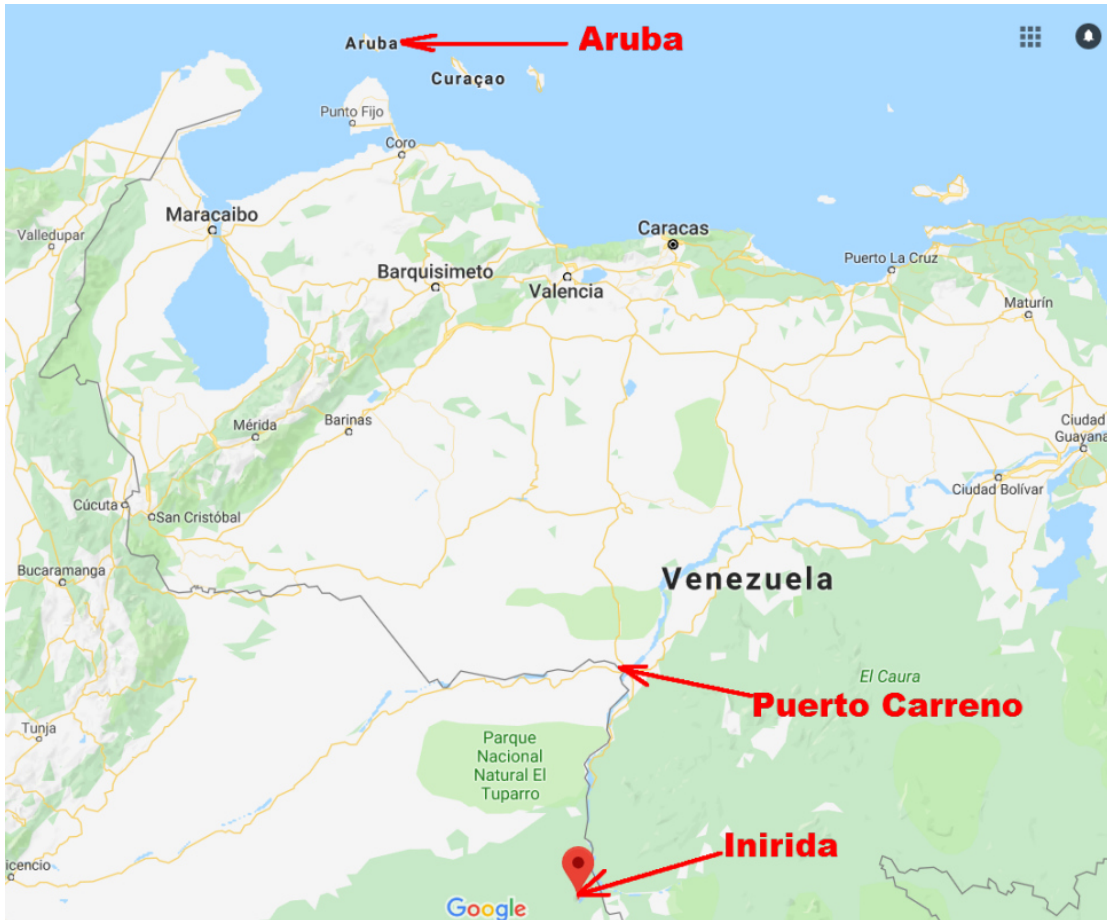 Aruba
Aruba
Curaçao
Punto Fijo
Coro
Maracaibo
Valledupar
Caracas
Puerto La Cruz
Barquisimeto
Valencia
Maturín
Mérida
Barinas
Ciudad
Guayana
Cúcuta
San Cristóbal
Ciudad Bolívar
Bucaramanga
Venezuela
El Caura
Puerto Carreno
Tunja
Parque
Nacional
Natural El
Tuparro
Inirida
icencio
Google